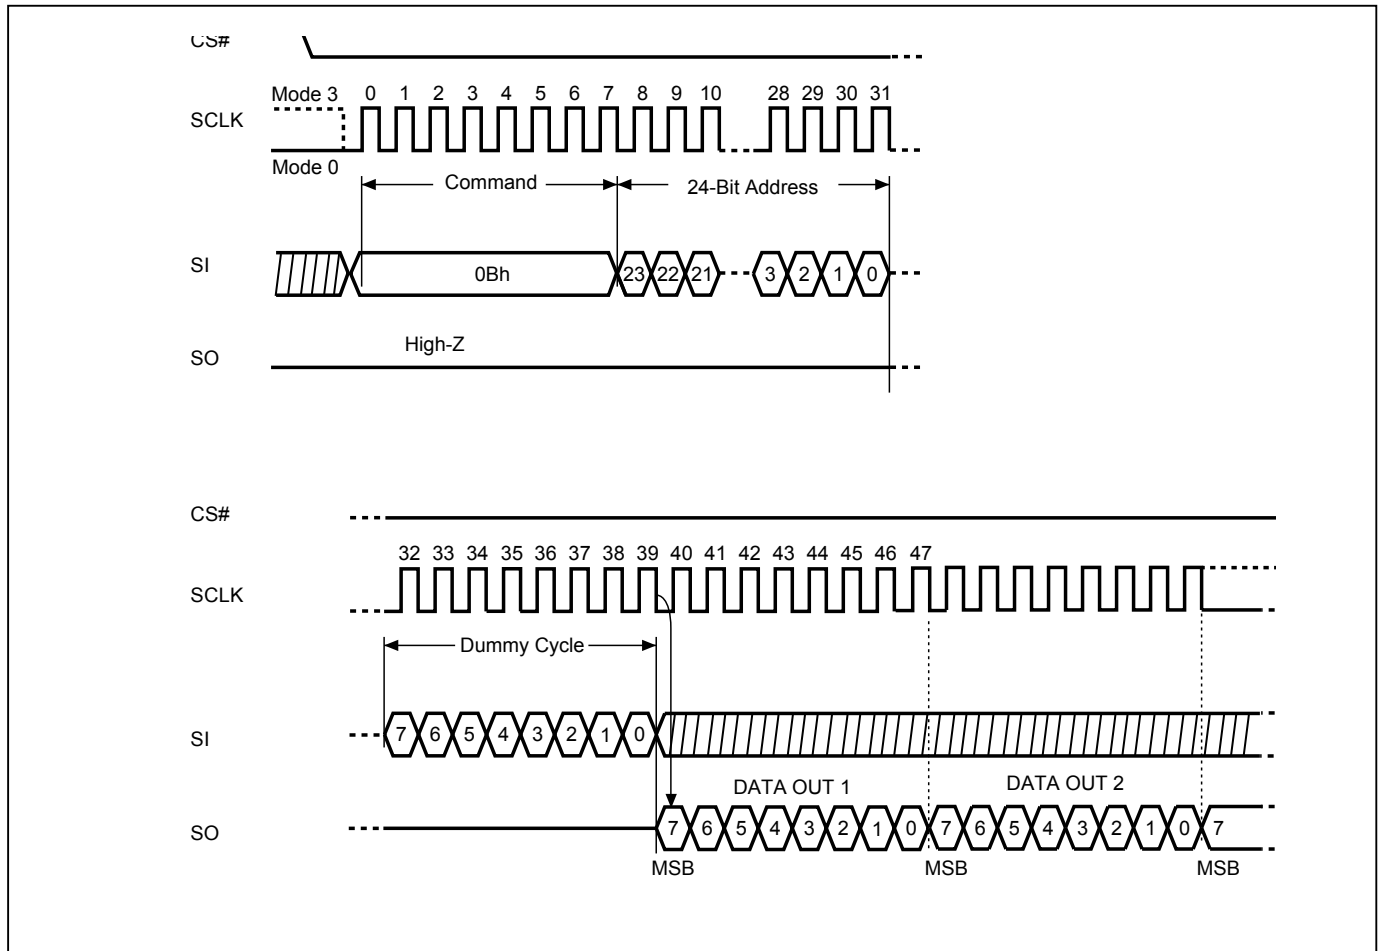 CS#
Mode 3 0 1 2 3 4 5 6 7 8 9 10 28 29 30 31
SCLK
Mode 0
Command 24-Bit Address
SI 0Bh 23 22 21 3 2 1 0
High-Z
SO
CS#
32 33 34 35 36 37 38 39 40 41 42 43 44 45 46 47
SCLK
Dummy Cycle
SI 7 6 5 4 3 2 1 0
DATA OUT 1 DATA OUT 2
SO 7 6 5 4 3 2 1 0 7 6 5 4 3 2 1 0 7
MSB MSB MSB